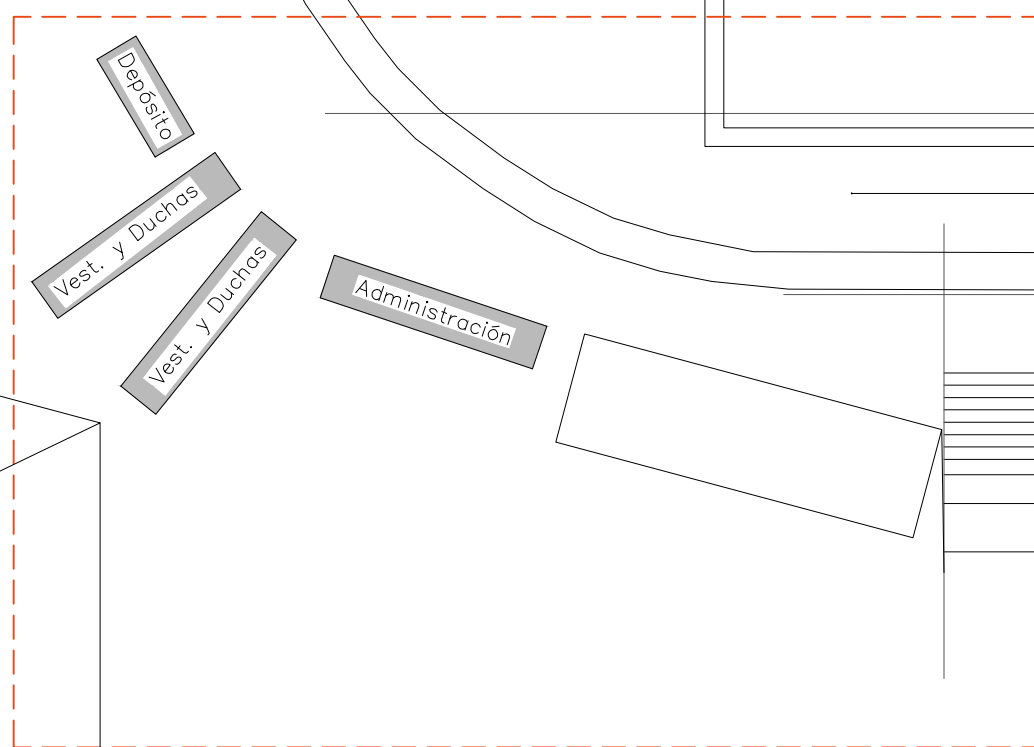 Depósito
Vest. y Duchas
Vest. y Duchas
Administración